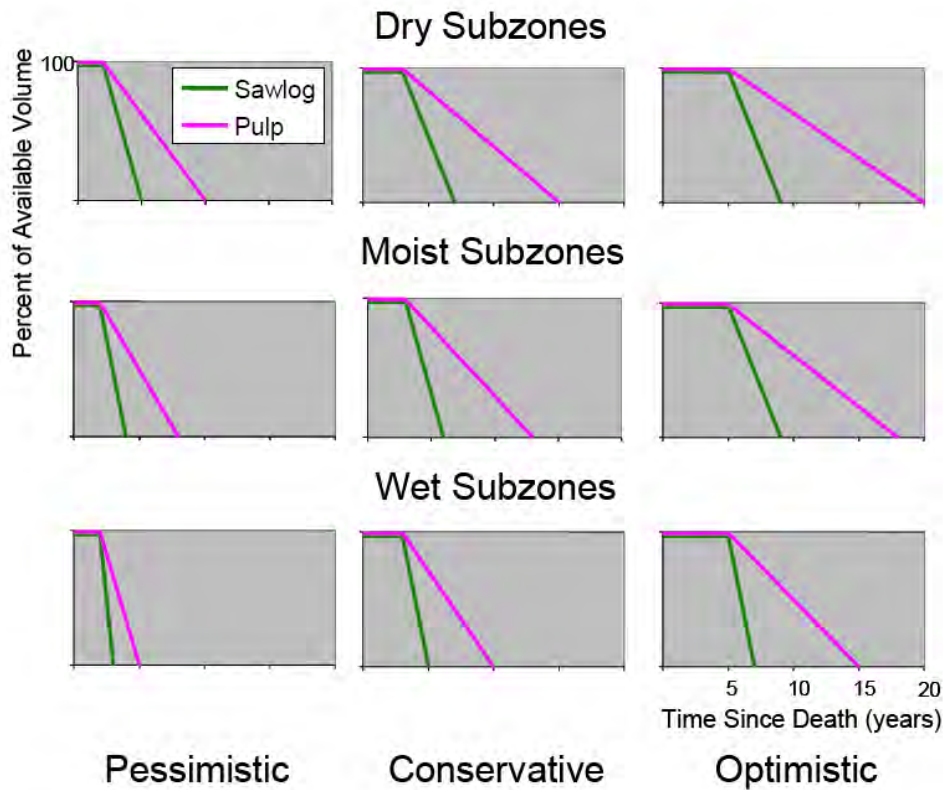 Dry Subzones
Percent of Available Volume
100
Sawlog
Pulp
Moist Subzones
Wet Subzones
5 10 15 20
Time Since Death (years)
Pessimistic Conservative Optimistic